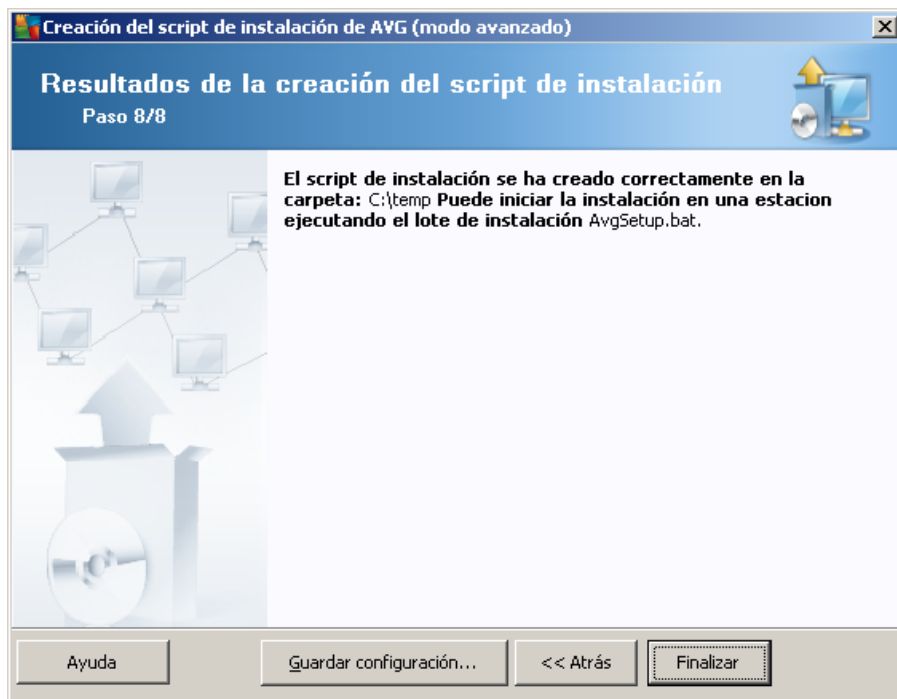 Creación del script de instalación de AVG (modo avanzado)
Resultados de la creación del script de instalación
Paso 8/8
El script de instalación se ha creado correctamente en la
carpeta: C:\temp Puede iniciar la instalación en una estacion
ejecutando el lote de instalación AvgSetup.bat.
Ayuda
Guardar configuración...
<< Atrás
Finalizar